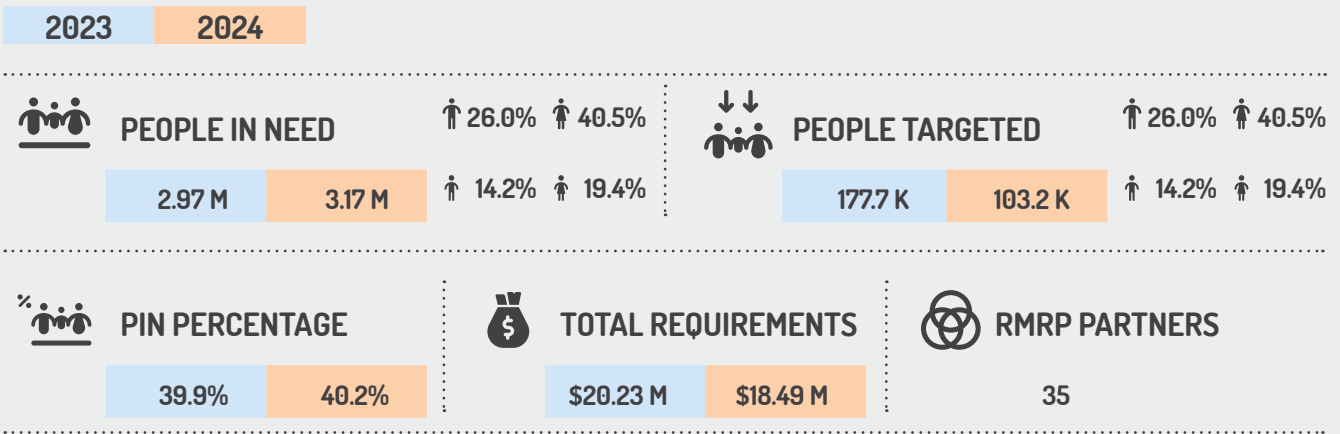 2023 2024
PEOPLE IN NEED
26.0% 40.5%
2.97 M 3.17 M
14.2% 19.4%
PEOPLE TARGETED
26.0% 40.5%
177.7 K 103.2 K
14.2% 19.4%
% PIN PERCENTAGE
39.9% 40.2%
$ TOTAL REQUIREMENTS
$20.23 M $18.49 M
RMRP PARTNERS
35